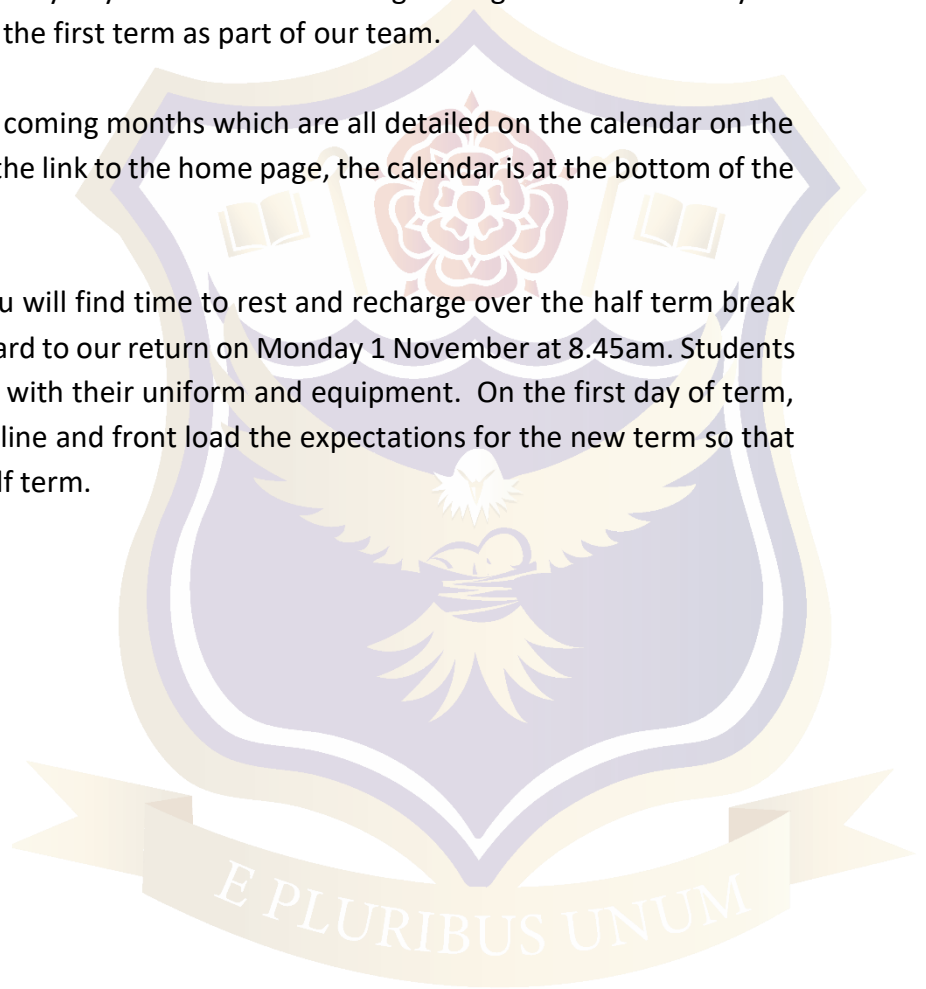 the first term as part of our team.
coming months which are all detailed on the calendar on the
the link to the home page, the calendar is at the bottom of the
u will find time to rest and recharge over the half term break
ard to our return on Monday 1 November at 8.45am. Students
with their uniform and equipment. On the first day of term,
line and front load the expectations for the new term so that
lf term.
E PLURIBUS UNUM